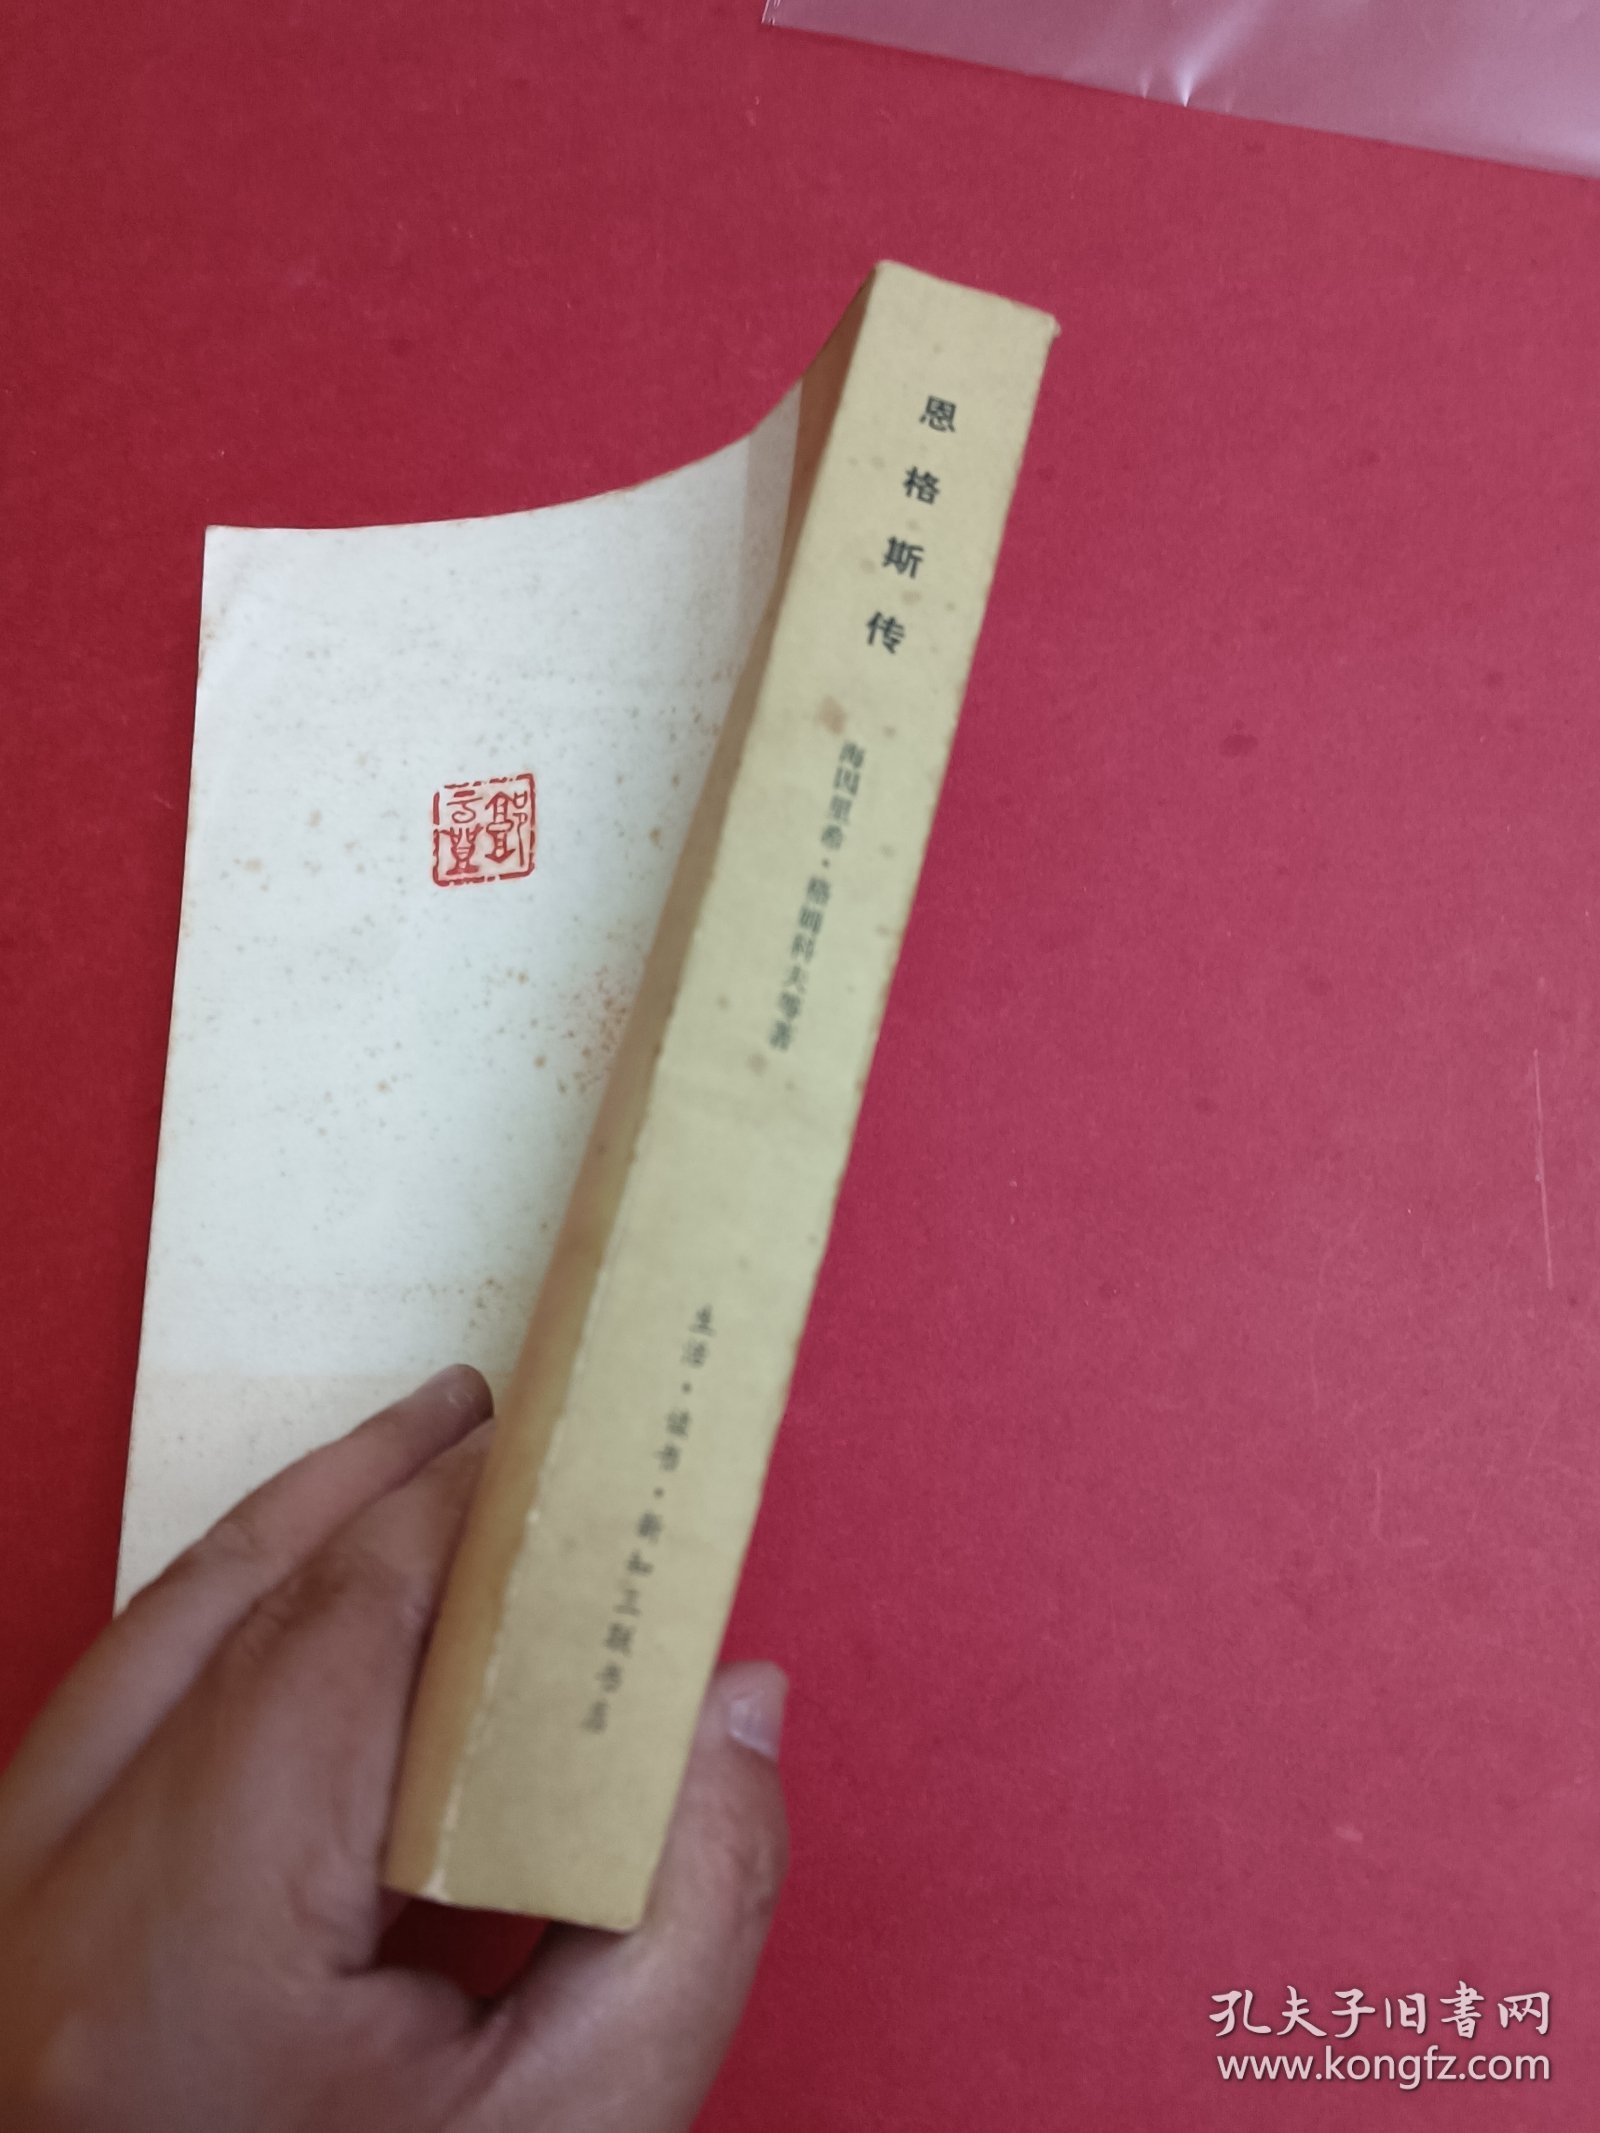 恩格斯传
海因里希·格姆科夫等著
生活·读书·新知三联书店
孔夫子旧書网
www.kongfz.com